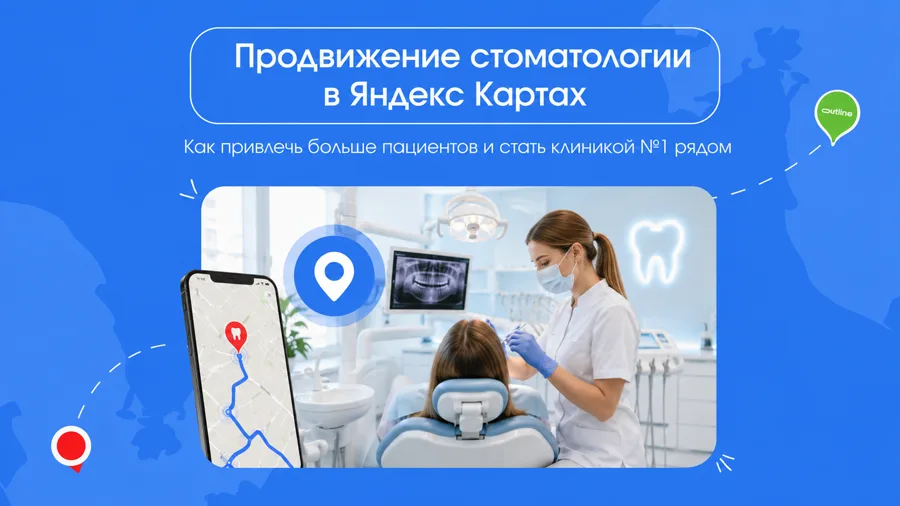 Продвижение стоматологии
в Яндекс Картах
Как привлечь больше пациентов и стать клиникой №1 рядом
outline